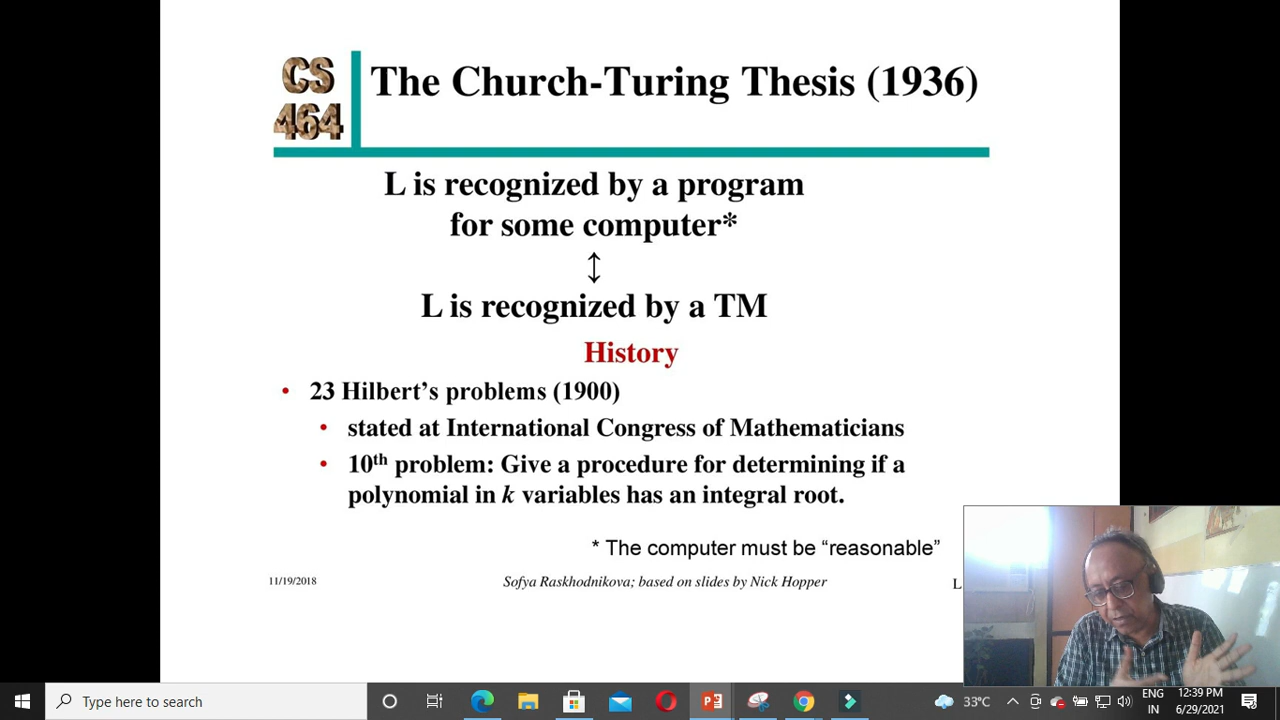 CS
464
The Church-Turing Thesis (1936)
L is recognized by a program
for some computer*
↕
L is recognized by a TM
History
• 23 Hilbert’s problems (1900)
• stated at International Congress of Mathematicians
• 10th problem: Give a procedure for determining if a
polynomial in k variables has an integral root.
* The computer must be “reasonable”
11/19/2018
Sofya Raskhodnikova; based on slides by Nick Hopper
L
Type here to search
33°C
ENG
IN
12:39 PM
6/29/2021